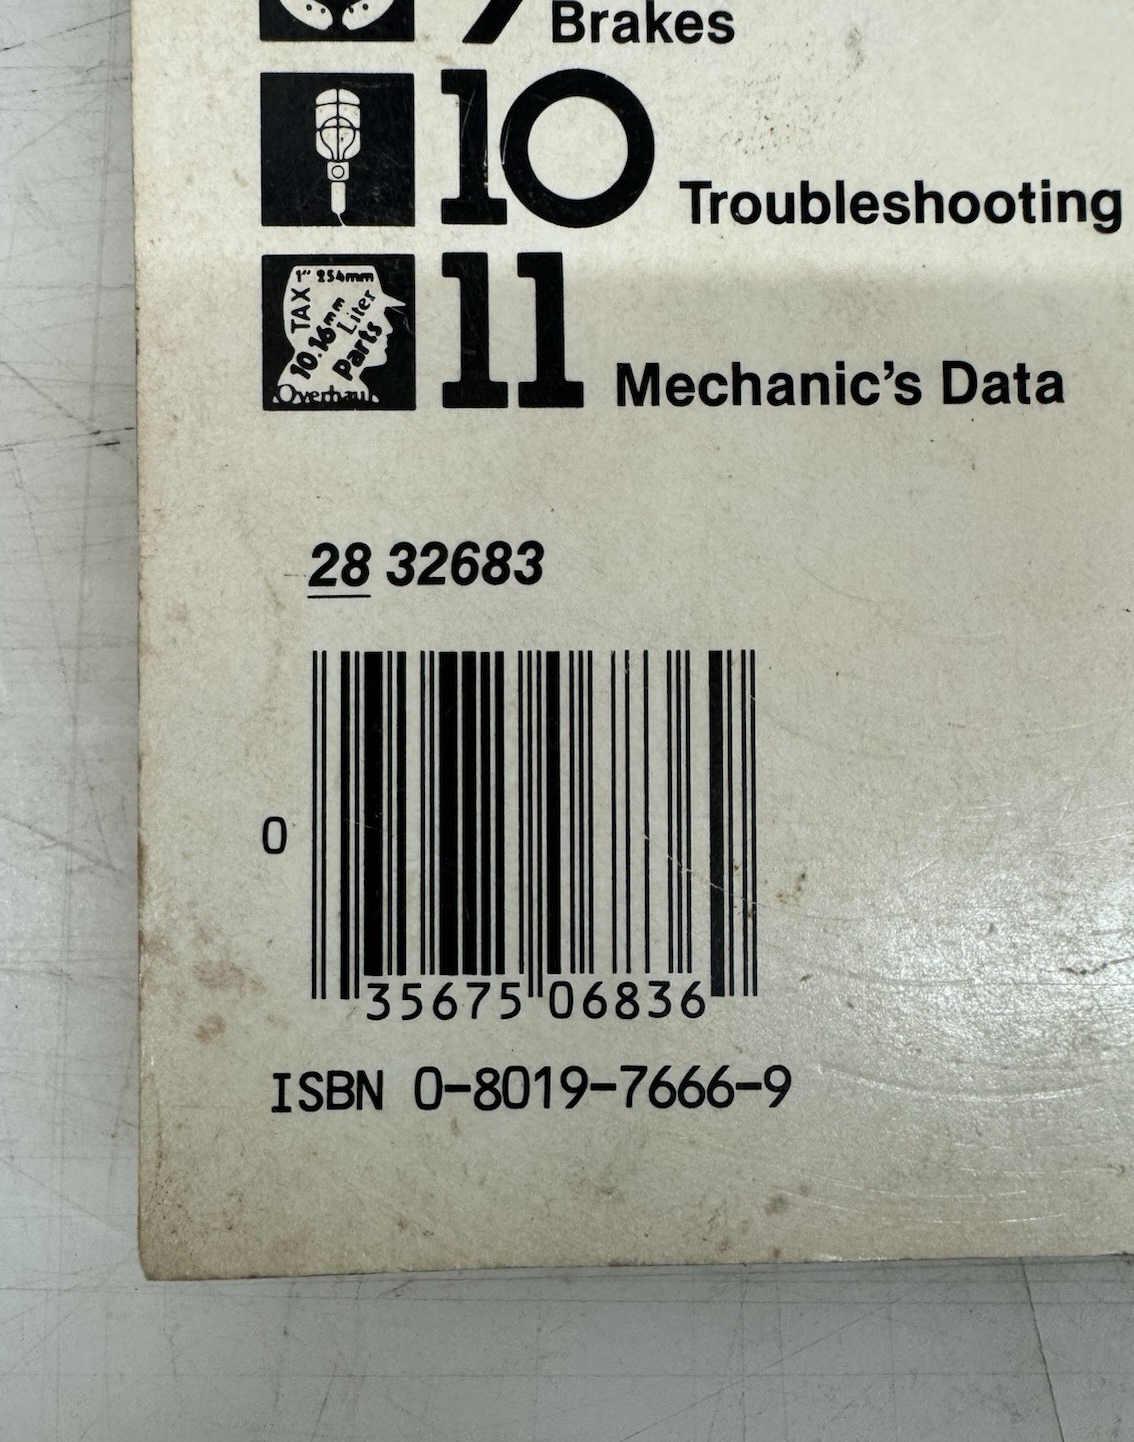 Brakes
10 Troubleshooting
1" 254mm
TAX
10.16mm
Liter
Parts
Overhaul
11 Mechanic's Data
28 32683
0
35675 06836
ISBN 0-8019-7666-9